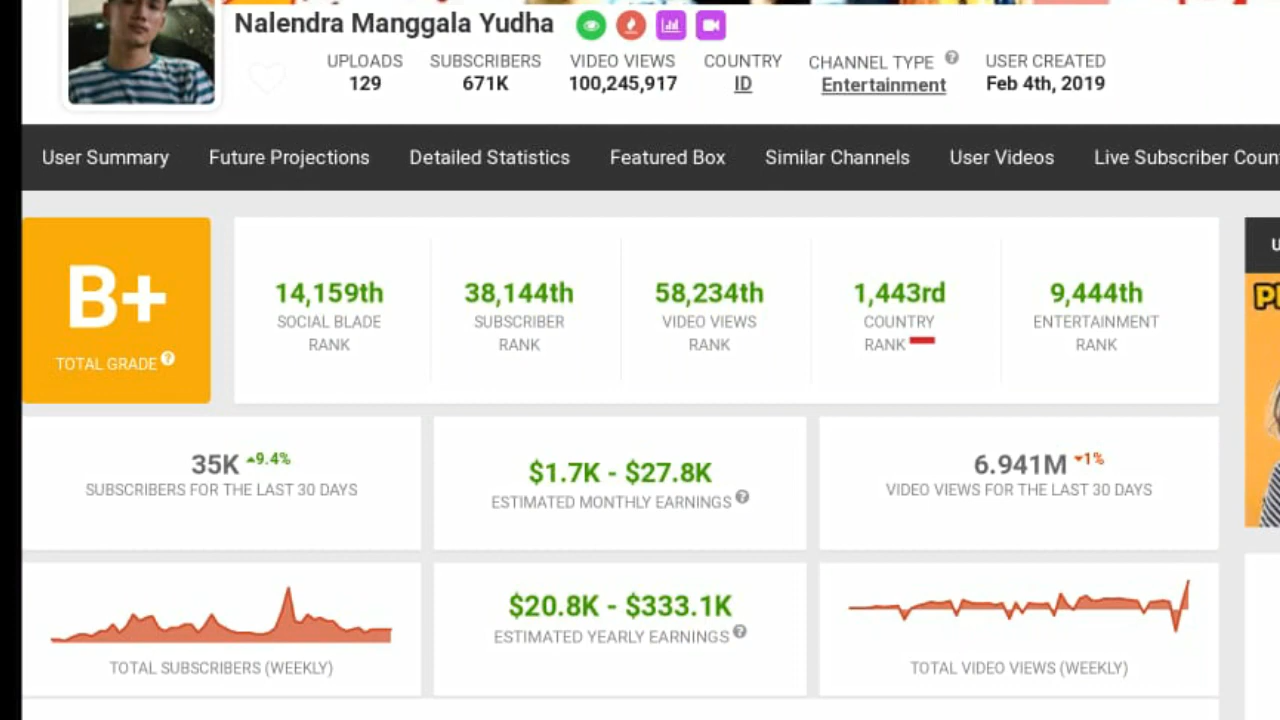 Nalendra Manggala Yudha
UPLOADS SUBSCRIBERS VIDEO VIEWS COUNTRY CHANNEL TYPE ? USER CREATED
129 671K 100,245,917 ID Entertainment Feb 4th, 2019
User Summary Future Projections Detailed Statistics Featured Box Similar Channels User Videos Live Subscriber
B+
TOTAL GRADE ?
14,159th
SOCIAL BLADE
RANK
38,144th
SUBSCRIBER
RANK
58,234th
VIDEO VIEWS
RANK
1,443rd
COUNTRY
RANK
9,444th
ENTERTAINMENT
RANK
35K 9.4%
SUBSCRIBERS FOR THE LAST 30 DAYS
$1.7K - $27.8K
ESTIMATED MONTHLY EARNINGS ?
6.941M 1%
VIDEO VIEWS FOR THE LAST 30 DAYS
TOTAL SUBSCRIBERS (WEEKLY)
$20.8K - $333.1K
ESTIMATED YEARLY EARNINGS ?
TOTAL VIDEO VIEWS (WEEKLY)